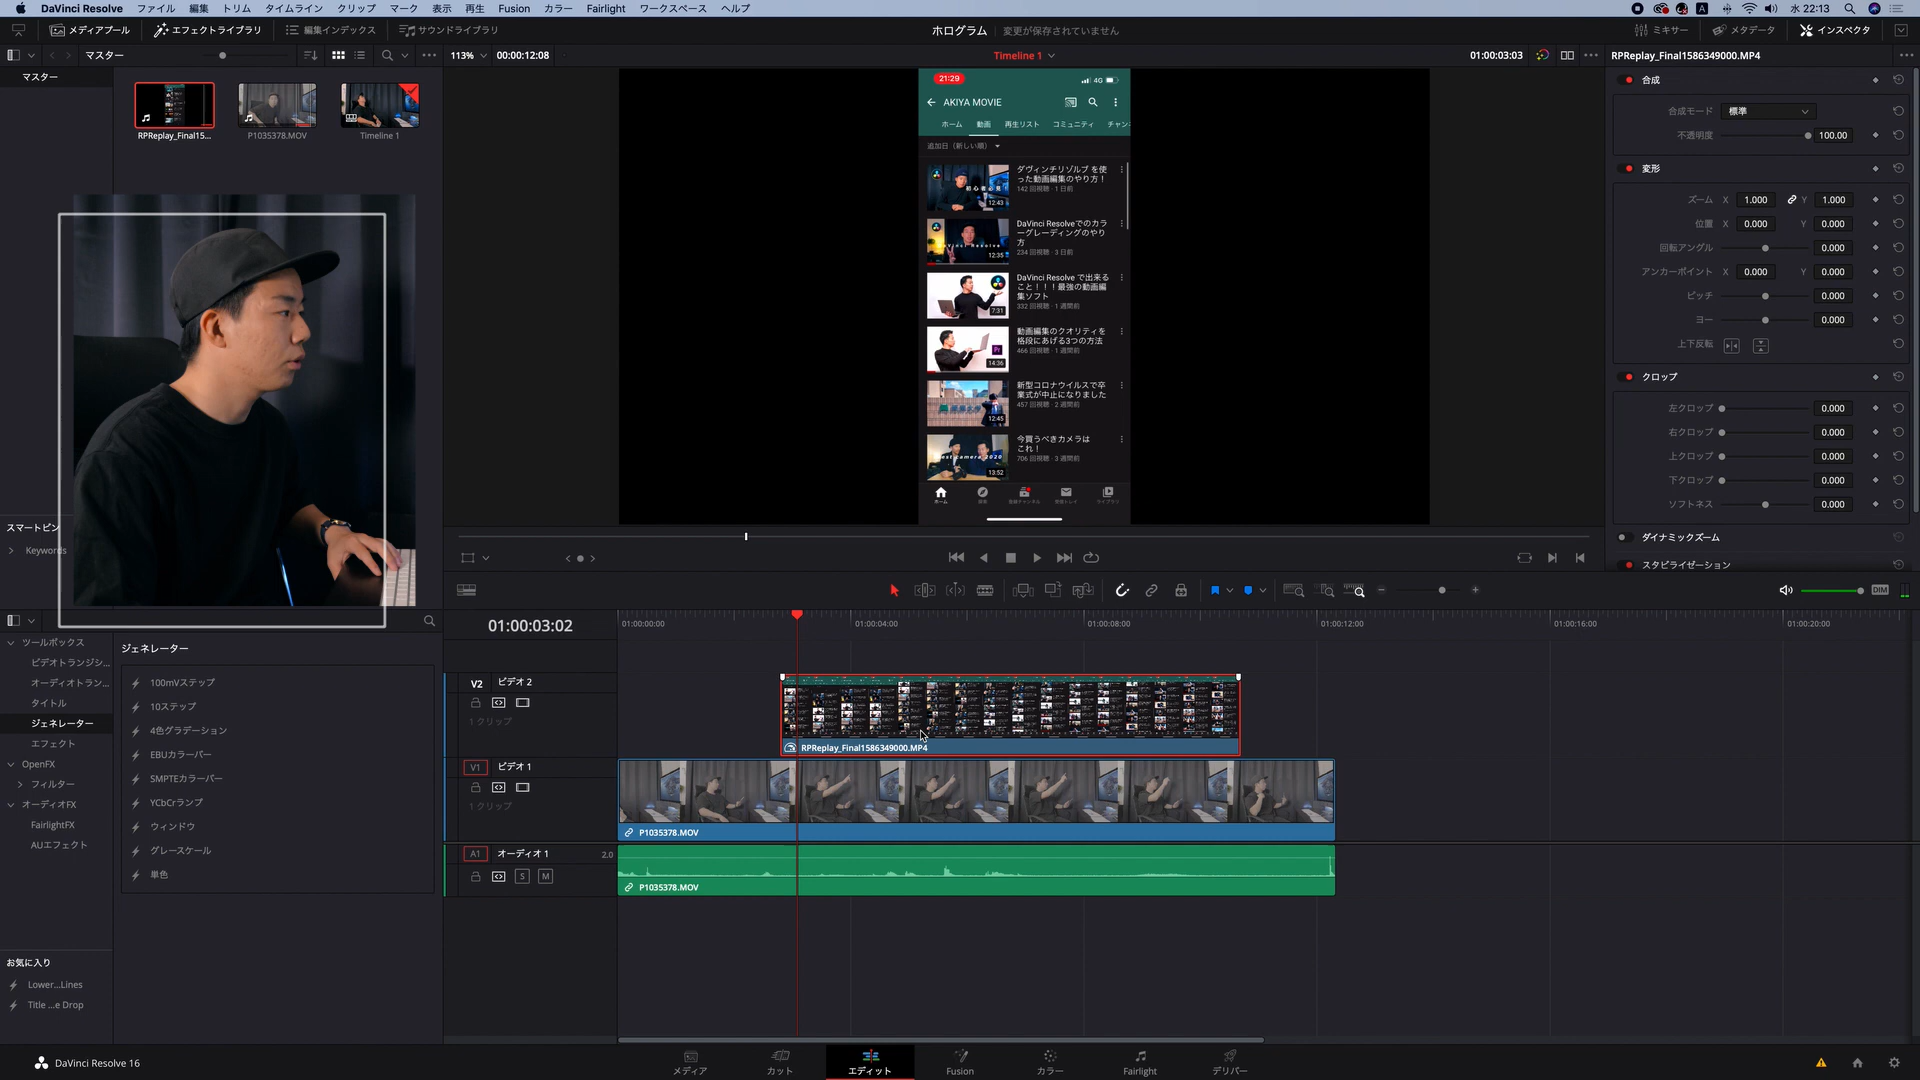 DaVinci Resolve ファイル 編集 トリム タイムライン クリップ マーク 表示 再生 Fusion カラー Fairlight ワークスペース ヘルプ
水 22:13
メディアプール エフェクトライブラリ 編集インデックス サウンドライブラリ
ホログラム 変更が保存されていません
ミキサー メタデータ インスペクタ
マスター
113% 00:00:12:08
Timeline 1
01:00:03:03
RPReplay_Final1586349000.MP4
マスター
RPReplay_Final15...
P1035378.MOV
Timeline 1
スマートビン
Keywords
21:29
4G
AKIYA MOVIE
ホーム 動画 再生リスト コミュニティ チャン
追加日（新しい順）
ダヴィンチリゾルブ を使
った動画編集のやり方！
142 回視聴・1 日前
初心者必見
12:43
DaVinci Resolveでのカラ
ーグレーディングのやり
方
234 回視聴・3 日前
DaVinci Resolve
12:35
DaVinci Resolve で出来る
こと！！！最強の動画編
集ソフト
332 回視聴・1 週間前
7:31
動画編集のクオリティを
格段にあげる3つの方法
466 回視聴・1 週間前
Pr
14:36
新型コロナウイルスで卒
業式が中止になりました
457 回視聴・2 週間前
12:45
今買うべきカメラは
これ！
706 回視聴・3 週間前
best camera 2020
13:52
ホーム
合成
合成モード 標準
不透明度 100.00
変形
ズーム X 1.000 Y 1.000
位置 X 0.000 Y 0.000
回転アングル 0.000
アンカーポイント X 0.000 Y 0.000
ピッチ 0.000
ヨー 0.000
上下反転
クロップ
左クロップ 0.000
右クロップ 0.000
上クロップ 0.000
下クロップ 0.000
ソフトネス 0.000
ダイナミックズーム
スタビライゼーション
DIM
ツールボックス
ビデオトランジシ...
オーディオトラン...
タイトル
ジェネレーター
エフェクト
OpenFX
フィルター
オーディオFX
FairlightFX
AUエフェクト
お気に入り
Lower...Lines
Title ...e Drop
ジェネレーター
100mVステップ
10ステップ
4色グラデーション
EBUカラーバー
SMPTEカラーバー
YCbCrランプ
ウィンドウ
グレースケール
単色
01:00:03:02
01:00:00:00
01:00:04:00
01:00:08:00
01:00:12:00
01:00:16:00
01:00:20:00
V2 ビデオ 2
1 クリップ
RPReplay_Final1586349000.MP4
V1 ビデオ 1
1 クリップ
P1035378.MOV
A1 オーディオ 1 2.0
S M
P1035378.MOV
DaVinci Resolve 16
メディア カット エディット Fusion カラー Fairlight デリバー